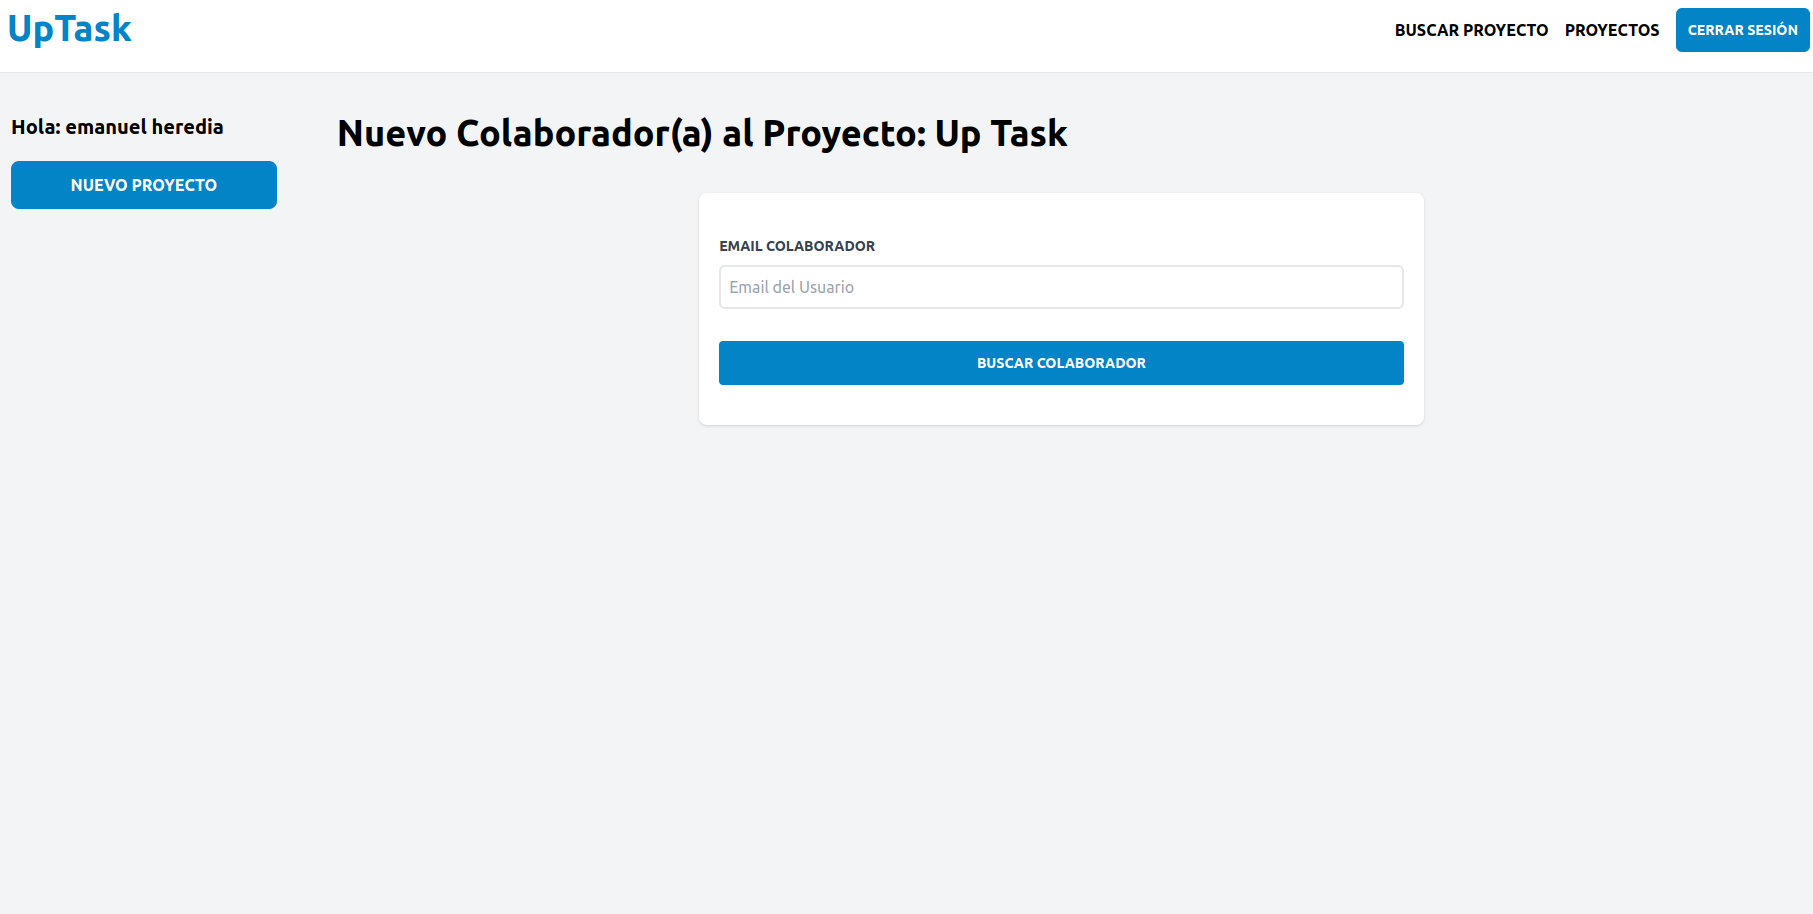 UpTask
BUSCAR PROYECTO PROYECTOS CERRAR SESIÓN
Hola: emanuel heredia
NUEVO PROYECTO
Nuevo Colaborador(a) al Proyecto: Up Task
EMAIL COLABORADOR
Email del Usuario
BUSCAR COLABORADOR